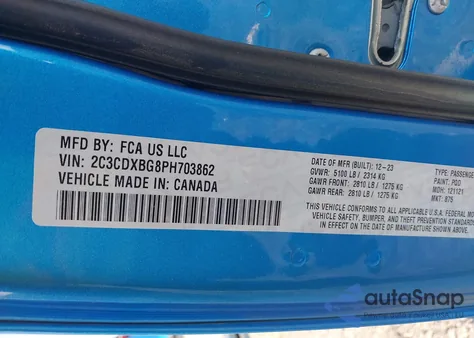 MFD BY: FCA US LLC
VIN: 2C3CDXBG8PH703862
VEHICLE MADE IN: CANADA
DATE OF MFR (BUILT): 12-23
GVWR: 5100 LB / 2314 KG
GAWR FRONT: 2810 LB / 1275 KG
GAWR REAR: 2810 LB / 1275 KG
TYPE: PASSENGER
PAINT: PQD
MDH: 121121
MKT: 875
THIS VEHICLE CONFORMS TO ALL APPLICABLE U.S.A. FEDERAL MOTOR
VEHICLE SAFETY, BUMPER, AND THEFT PREVENTION STANDARDS
IN EFFECT ON THE DATE OF MANUFACTURE SHOWN ABOVE.
autoSnap